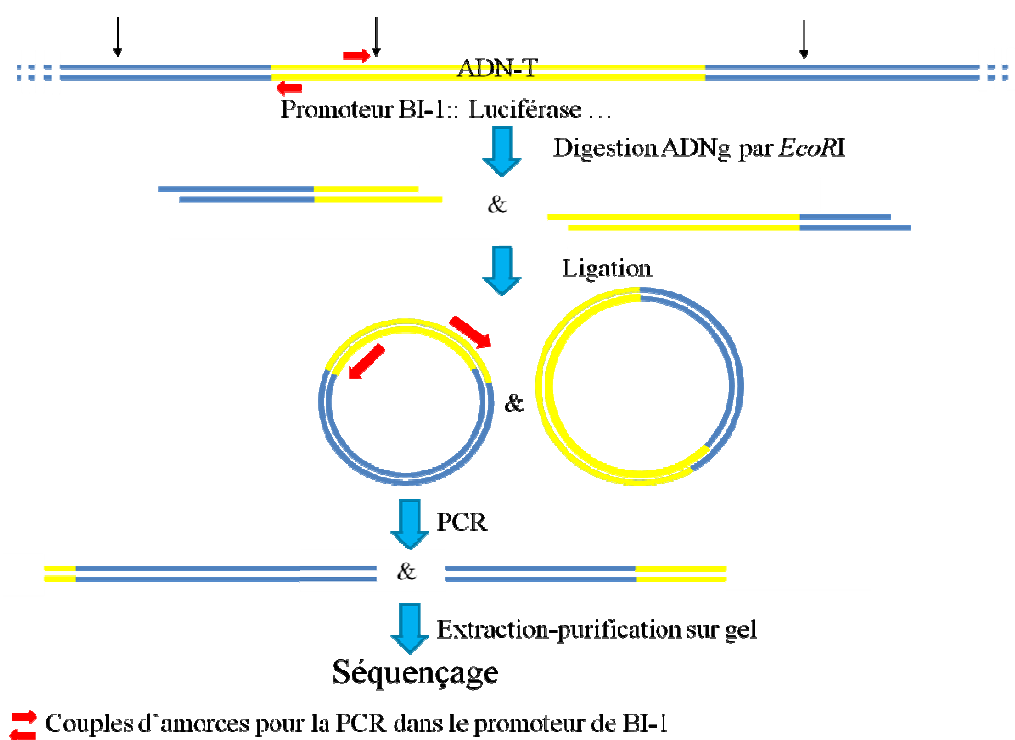 ADN-T
Promoteur BI-1:: Luciférase ...
Digestion ADNg par EcoRI
&
Ligation
&
PCR
&
Extraction-purification sur gel
Séquençage
Couples d`amorces pour la PCR dans le promoteur de BI-1